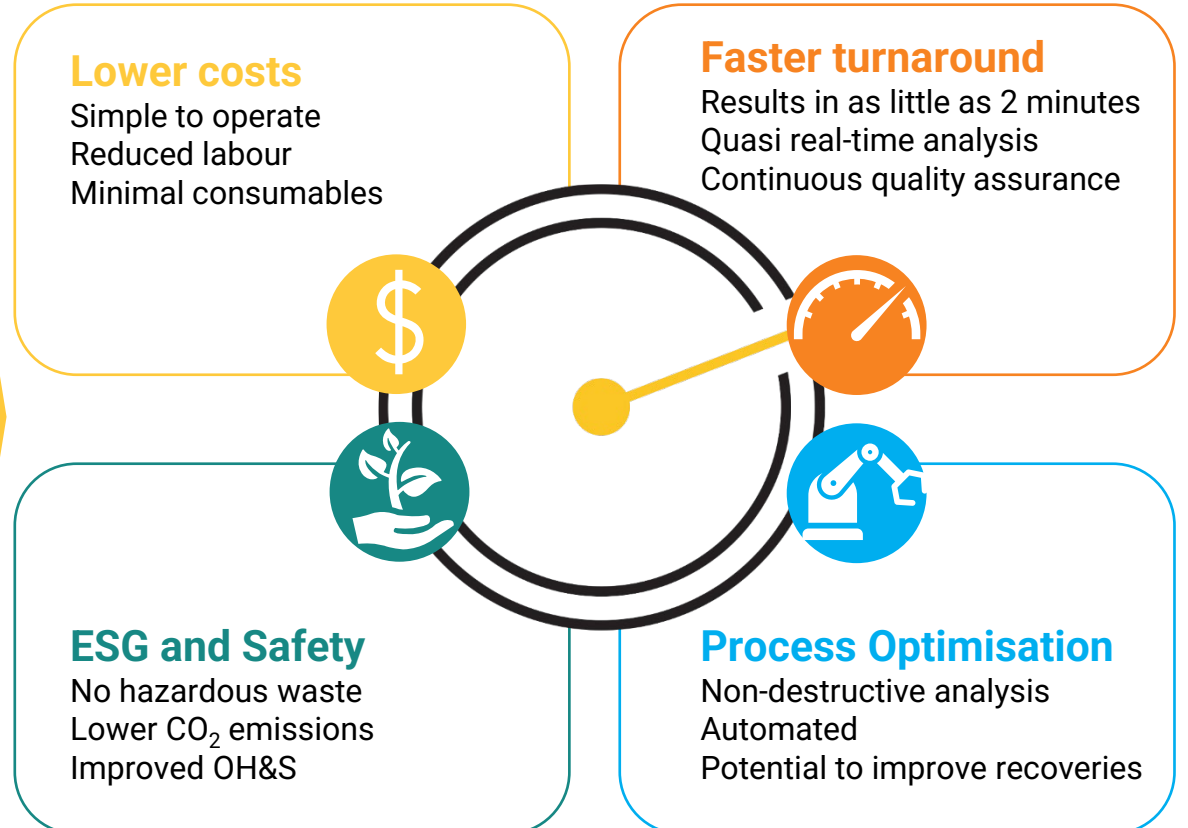 Lower costs
Simple to operate
Reduced labour
Minimal consumables
Faster turnaround
Results in as little as 2 minutes
Quasi real-time analysis
Continuous quality assurance
$
ESG and Safety
No hazardous waste
Lower CO₂ emissions
Improved OH&S
Process Optimisation
Non-destructive analysis
Automated
Potential to improve recoveries